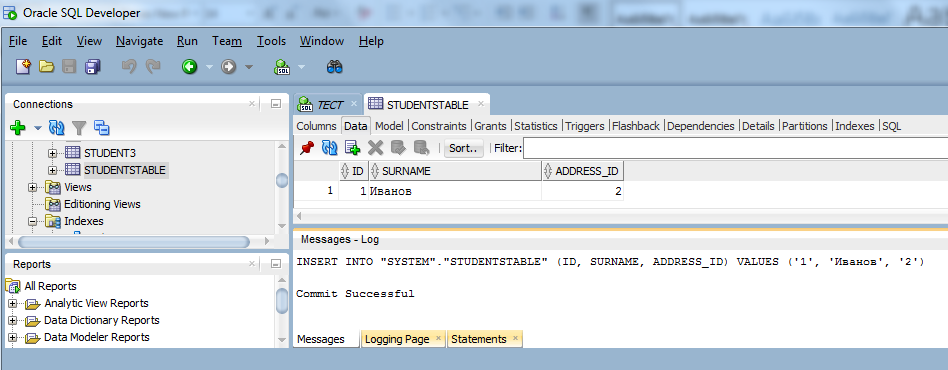 Oracle SQL Developer
File Edit View Navigate Run Team Tools Window Help
SQL
Connections
STUDENT3
STUDENTSTABLE
Views
Editioning Views
Indexes
Reports
All Reports
Analytic View Reports
Data Dictionary Reports
Data Modeler Reports
SQL ТЕСТ STUDENTSTABLE
Columns Data Model Constraints Grants Statistics Triggers Flashback Dependencies Details Partitions Indexes SQL
Sort.. Filter:
ID SURNAME ADDRESS_ID
1 1 Иванов 2
Messages - Log
INSERT INTO "SYSTEM"."STUDENTSTABLE" (ID, SURNAME, ADDRESS_ID) VALUES ('1', 'Иванов', '2')
Commit Successful
Messages Logging Page Statements